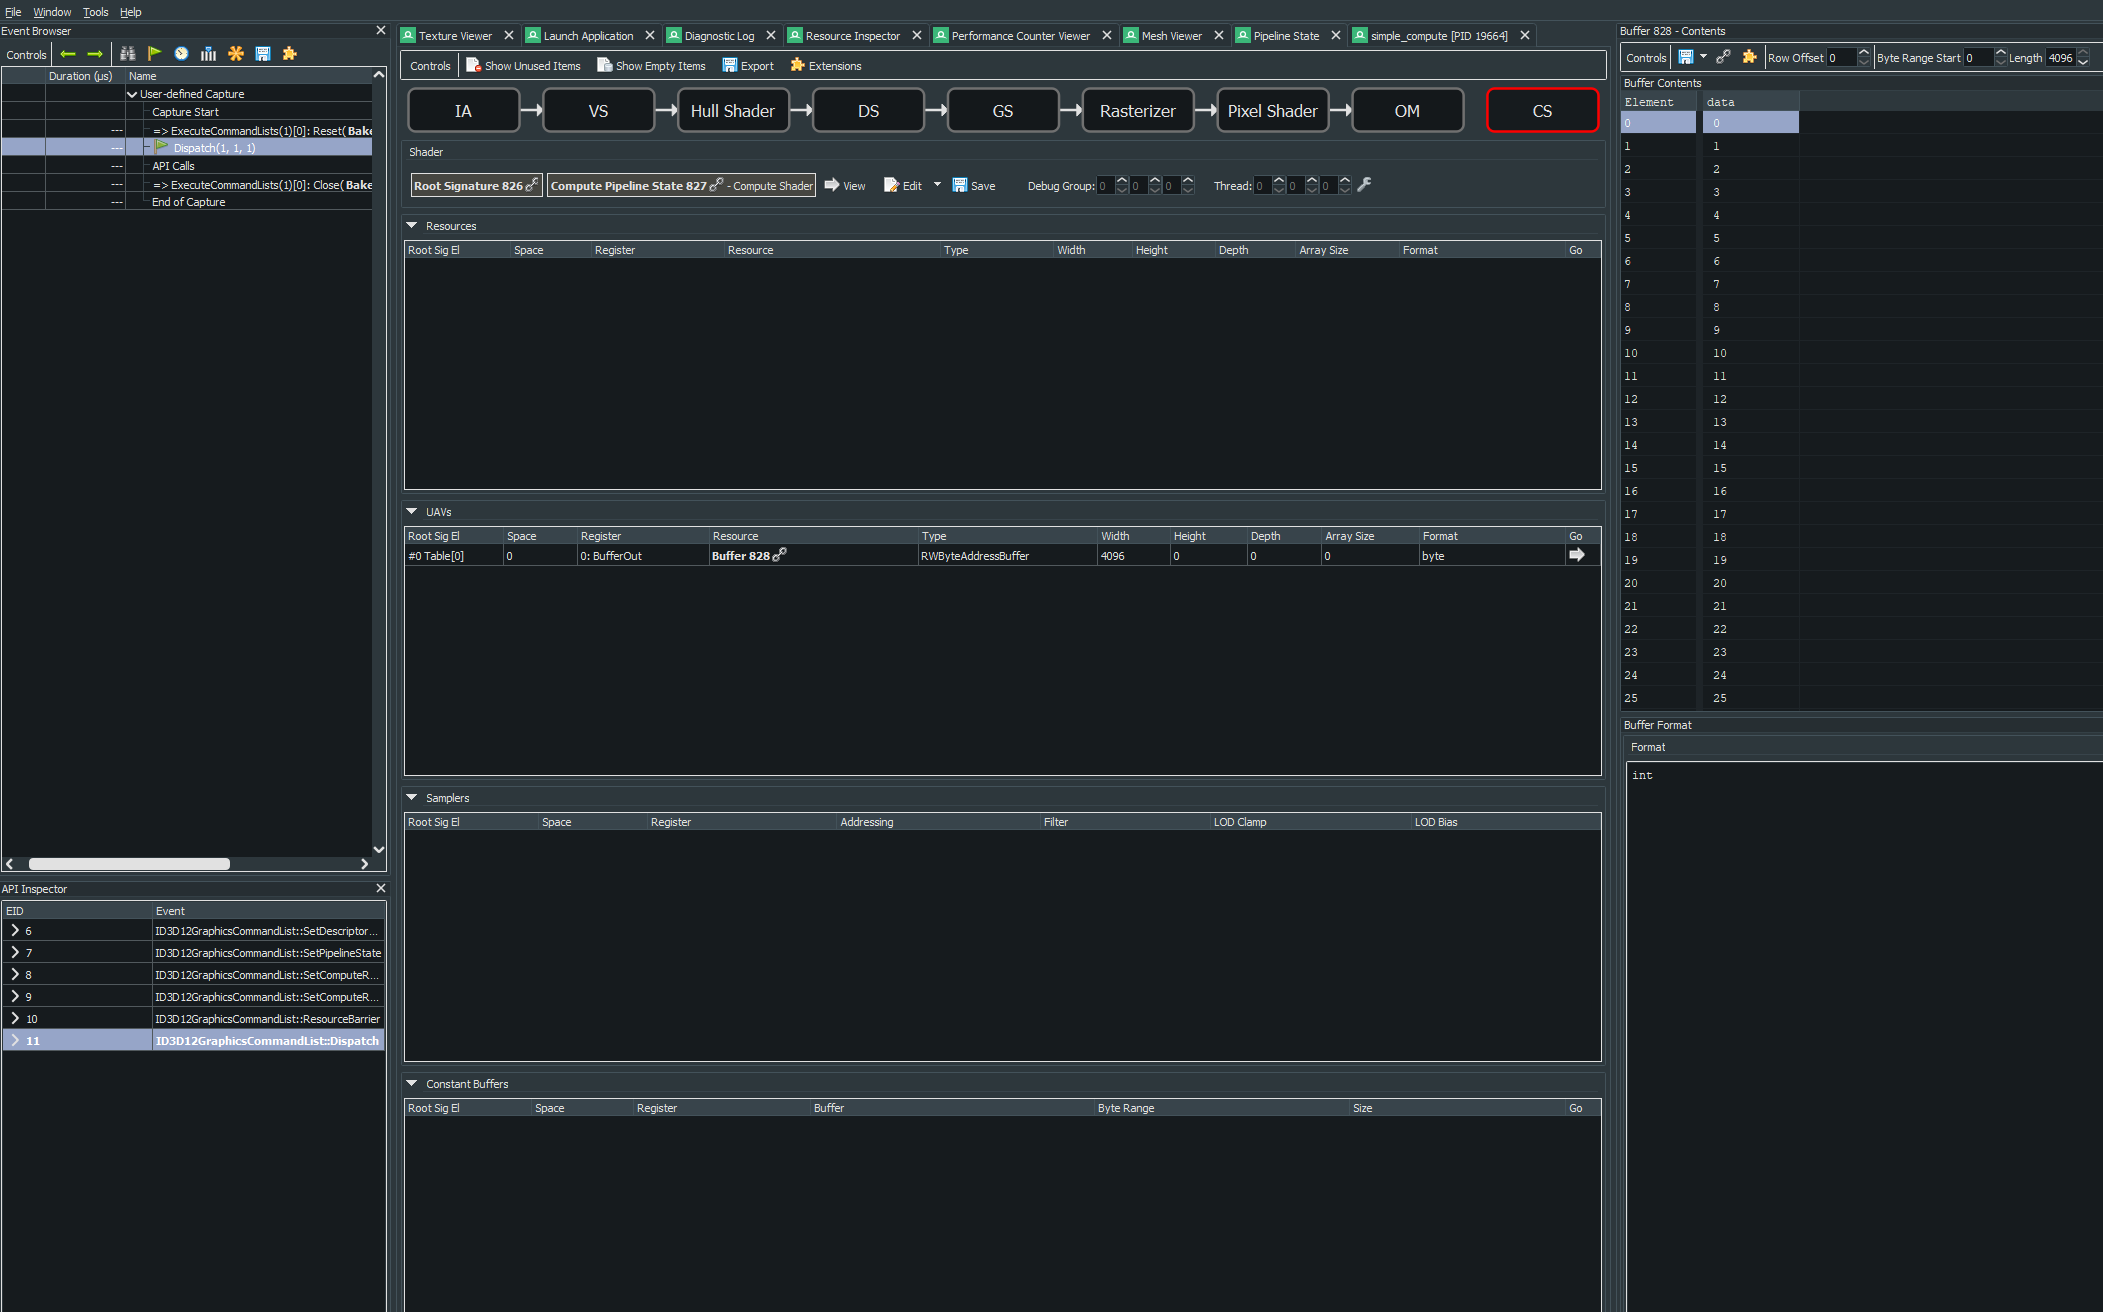 File Window Tools Help
Event Browser
Controls
Duration (µs) Name
User-defined Capture
Capture Start
--- => ExecuteCommandLists(1)[0]: Reset( Bake
--- Dispatch(1, 1, 1)
--- API Calls
--- => ExecuteCommandLists(1)[0]: Close( Bake
--- End of Capture
API Inspector
EID Event
6 ID3D12GraphicsCommandList::SetDescriptor...
7 ID3D12GraphicsCommandList::SetPipelineState
8 ID3D12GraphicsCommandList::SetComputeR...
9 ID3D12GraphicsCommandList::SetComputeR...
10 ID3D12GraphicsCommandList::ResourceBarrier
11 ID3D12GraphicsCommandList::Dispatch
Texture Viewer Launch Application Diagnostic Log Resource Inspector Performance Counter Viewer Mesh Viewer Pipeline State simple_compute [PID 19664]
Controls Show Unused Items Show Empty Items Export Extensions
IA VS Hull Shader DS GS Rasterizer Pixel Shader OM CS
Shader
Root Signature 826 Compute Pipeline State 827 - Compute Shader View Edit Save Debug Group: 0 0 0 Thread: 0 0 0
Resources
Root Sig El Space Register Resource Type Width Height Depth Array Size Format Go
UAVs
Root Sig El Space Register Resource Type Width Height Depth Array Size Format Go
#0 Table[0] 0 0: BufferOut Buffer 828 RWByteAddressBuffer 4096 0 0 0 byte
Samplers
Root Sig El Space Register Addressing Filter LOD Clamp LOD Bias
Constant Buffers
Root Sig El Space Register Buffer Byte Range Size Go
Buffer 828 - Contents
Controls Row Offset 0 Byte Range Start 0 Length 4096
Buffer Contents
Element data
0 0
1 1
2 2
3 3
4 4
5 5
6 6
7 7
8 8
9 9
10 10
11 11
12 12
13 13
14 14
15 15
16 16
17 17
18 18
19 19
20 20
21 21
22 22
23 23
24 24
25 25
Buffer Format
Format
int